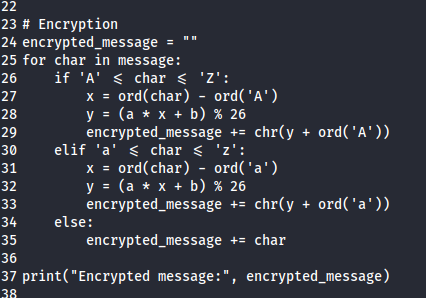 22
23 # Encryption
24 encrypted_message = ""
25 for char in message:
26     if 'A' ⩽ char ⩽ 'Z':
27         x = ord(char) - ord('A')
28         y = (a * x + b) % 26
29         encrypted_message += chr(y + ord('A'))
30     elif 'a' ⩽ char ⩽ 'z':
31         x = ord(char) - ord('a')
32         y = (a * x + b) % 26
33         encrypted_message += chr(y + ord('a'))
34     else:
35         encrypted_message += char
36
37 print("Encrypted message:", encrypted_message)
38